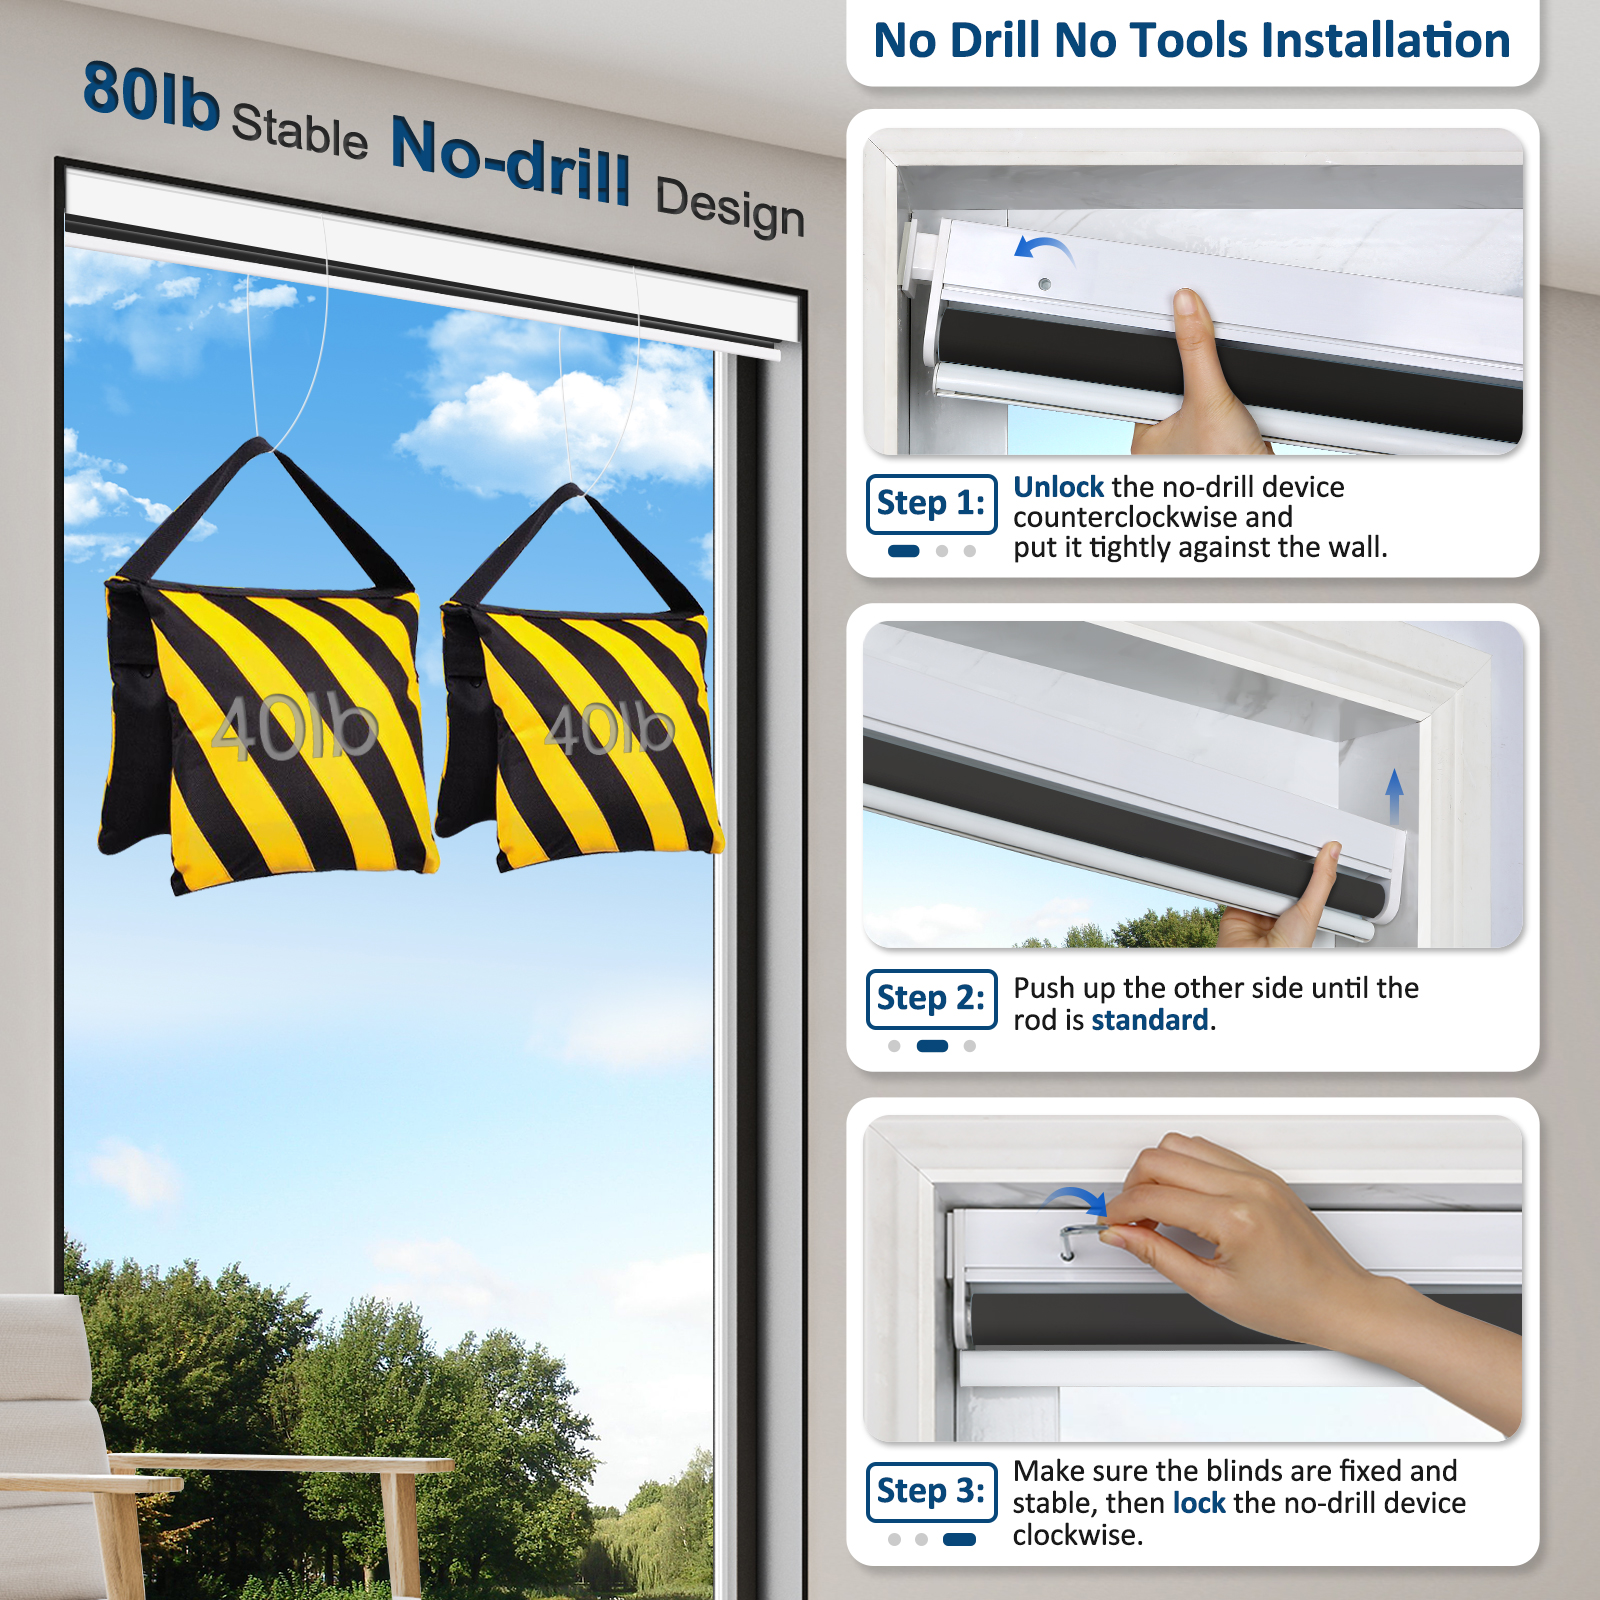 80lb Stable No-drill Design
40lb
40lb
No Drill No Tools Installation
Step 1:
Unlock the no-drill device
counterclockwise and
put it tightly against the wall.
Step 2:
Push up the other side until the
rod is standard.
Step 3:
Make sure the blinds are fixed and
stable, then lock the no-drill device
clockwise.